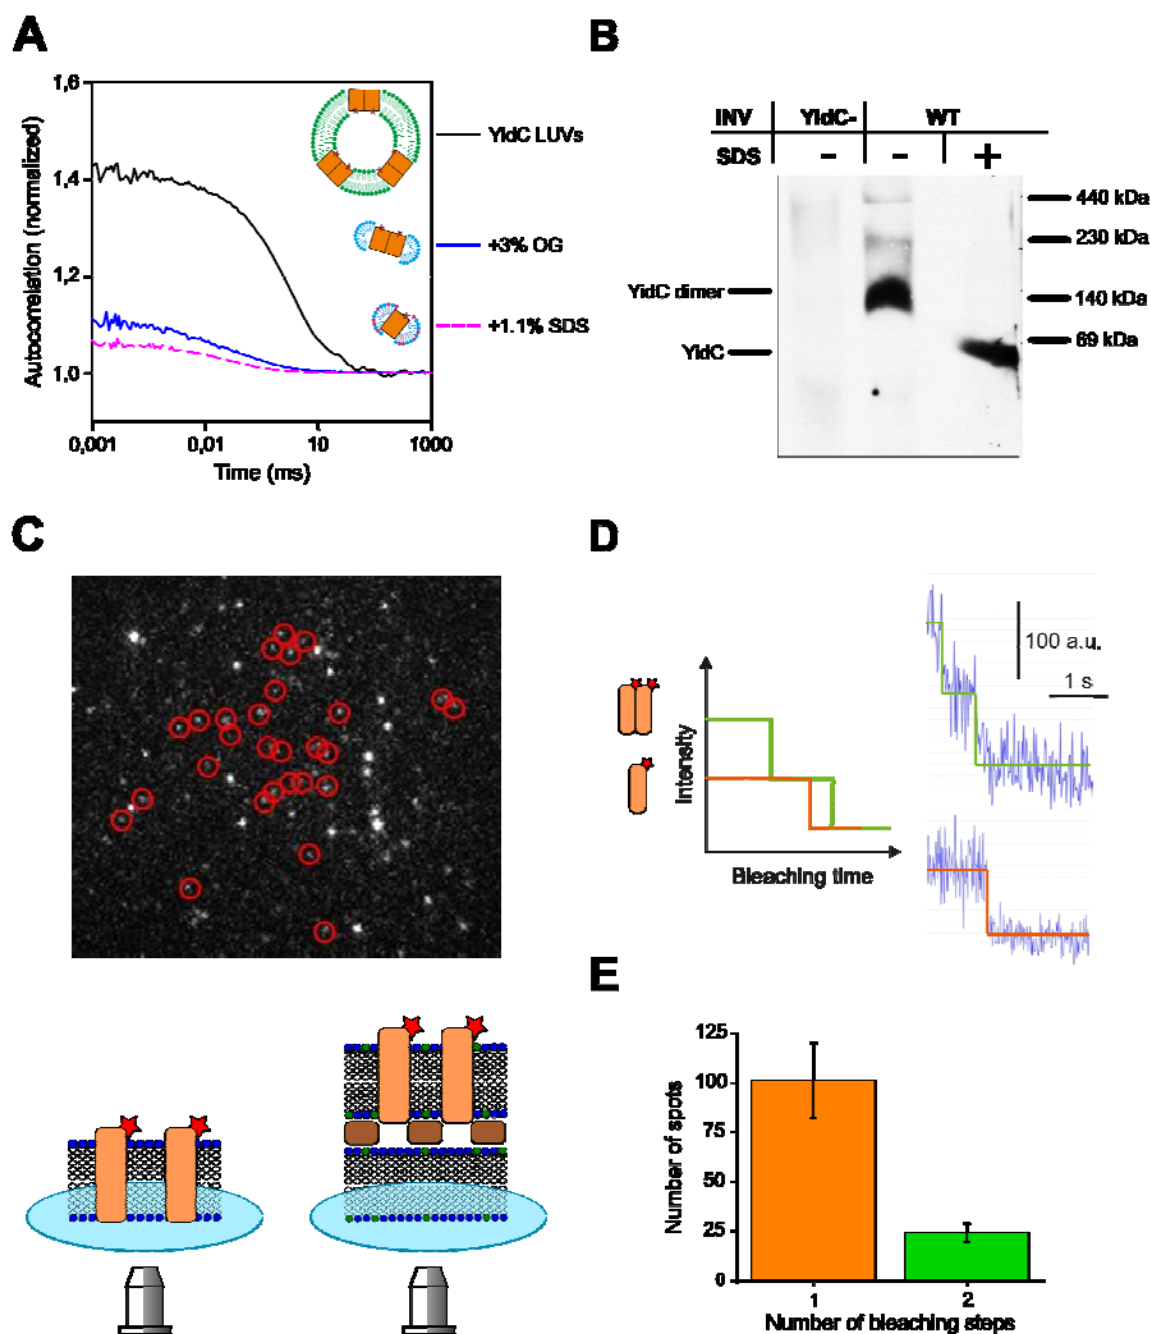 A
1,6
1,4
1,2
1,0
0,001
0,01
10
1000
Autocorrelation (normalized)
Time (ms)
YidC LUVs
+3% OG
+1.1% SDS
B
INV YidC- WT
SDS - - +
440 kDa
230 kDa
YidC dimer
140 kDa
YidC
69 kDa
C
D
100 a.u.
1 s
Intensity
Bleaching time
E
125
100
75
50
25
0
Number of spots
1 2
Number of bleaching steps